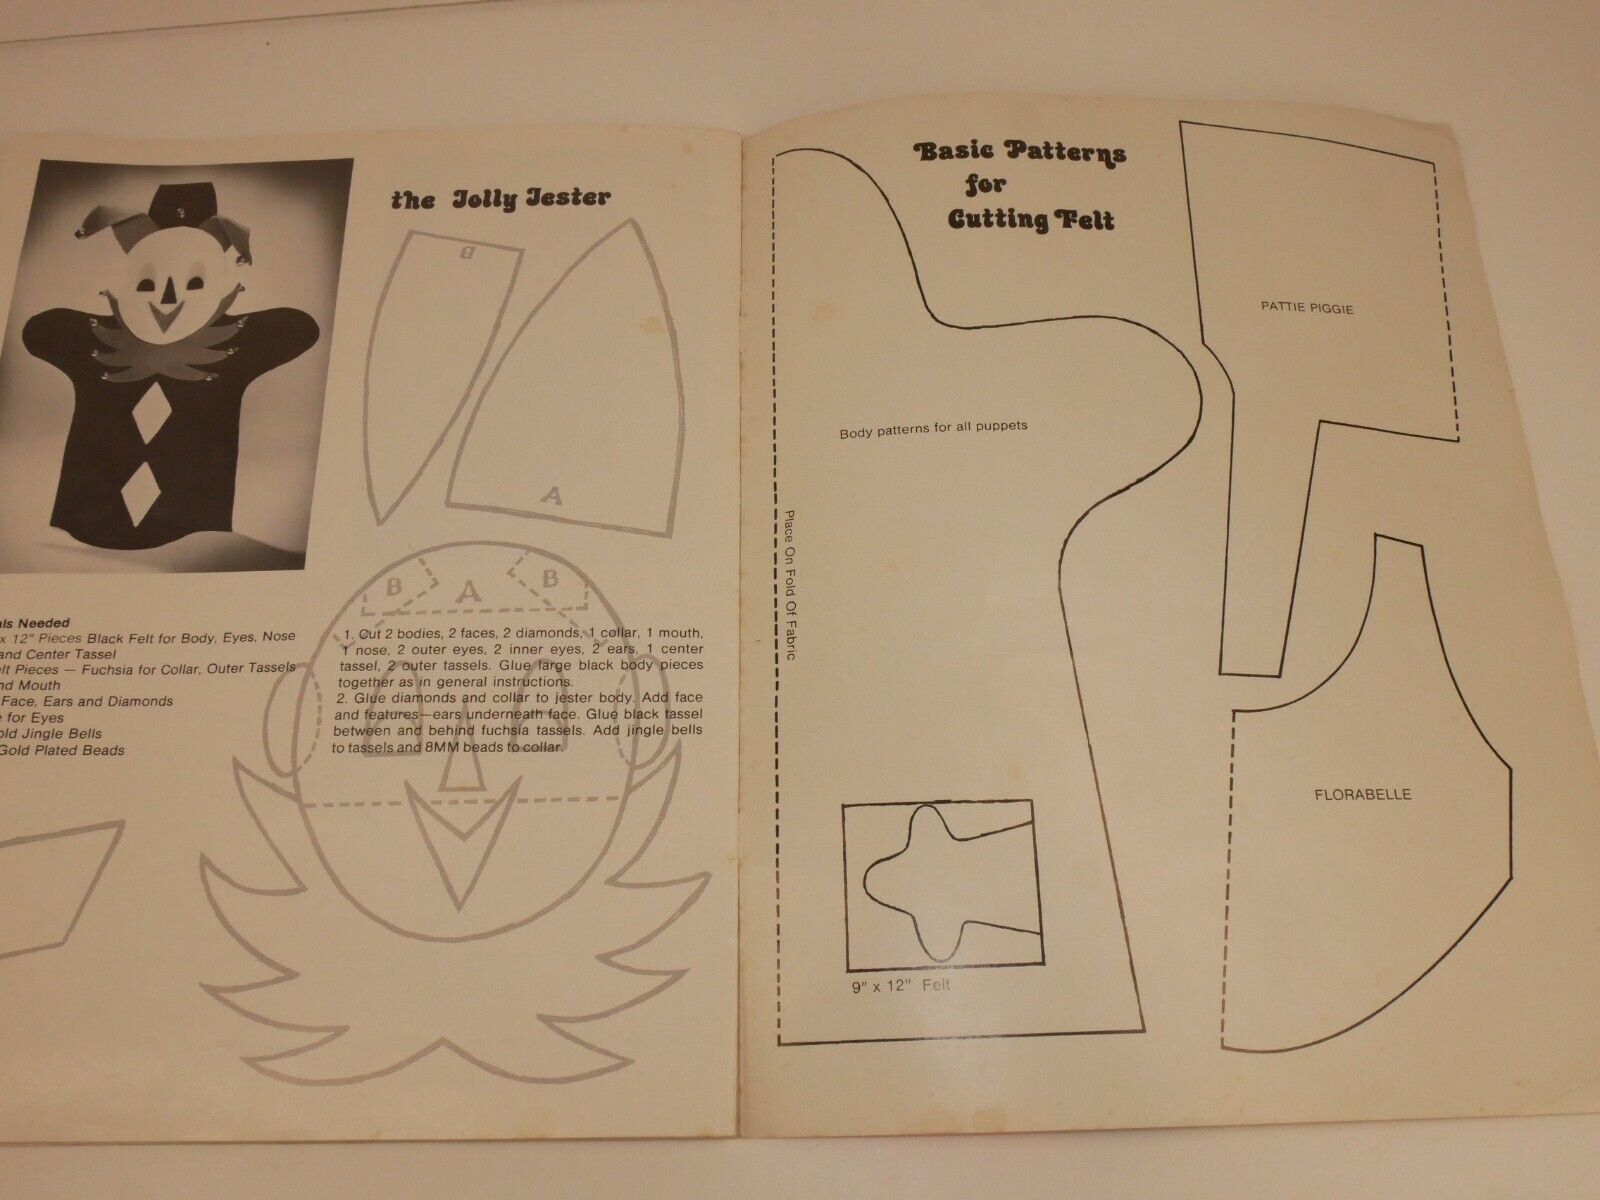 the Jolly Jester
B
A
B
A
B
Needed
x 12" Pieces Black Felt for Body, Eyes, Nose
and Center Tassel
Pieces — Fuchsia for Collar, Outer Tassels
Mouth
Face, Ears and Diamonds
for Eyes
Jingle Bells
Gold Plated Beads
1. Cut 2 bodies, 2 faces, 2 diamonds, 1 collar, 1 mouth,
1 nose, 2 outer eyes, 2 inner eyes, 2 ears, 1 center
tassel, 2 outer tassels. Glue large black body pieces
together as in general instructions.
2. Glue diamonds and collar to jester body. Add face
and features—ears underneath face. Glue black tassel
between and behind fuchsia tassels. Add jingle bells
to tassels and 8MM beads to collar.
Basic Patterns
for
Cutting Felt
Body patterns for all puppets
Place On Fold Of Fabric
9" x 12" Felt
PATTIE PIGGIE
FLORABELLE